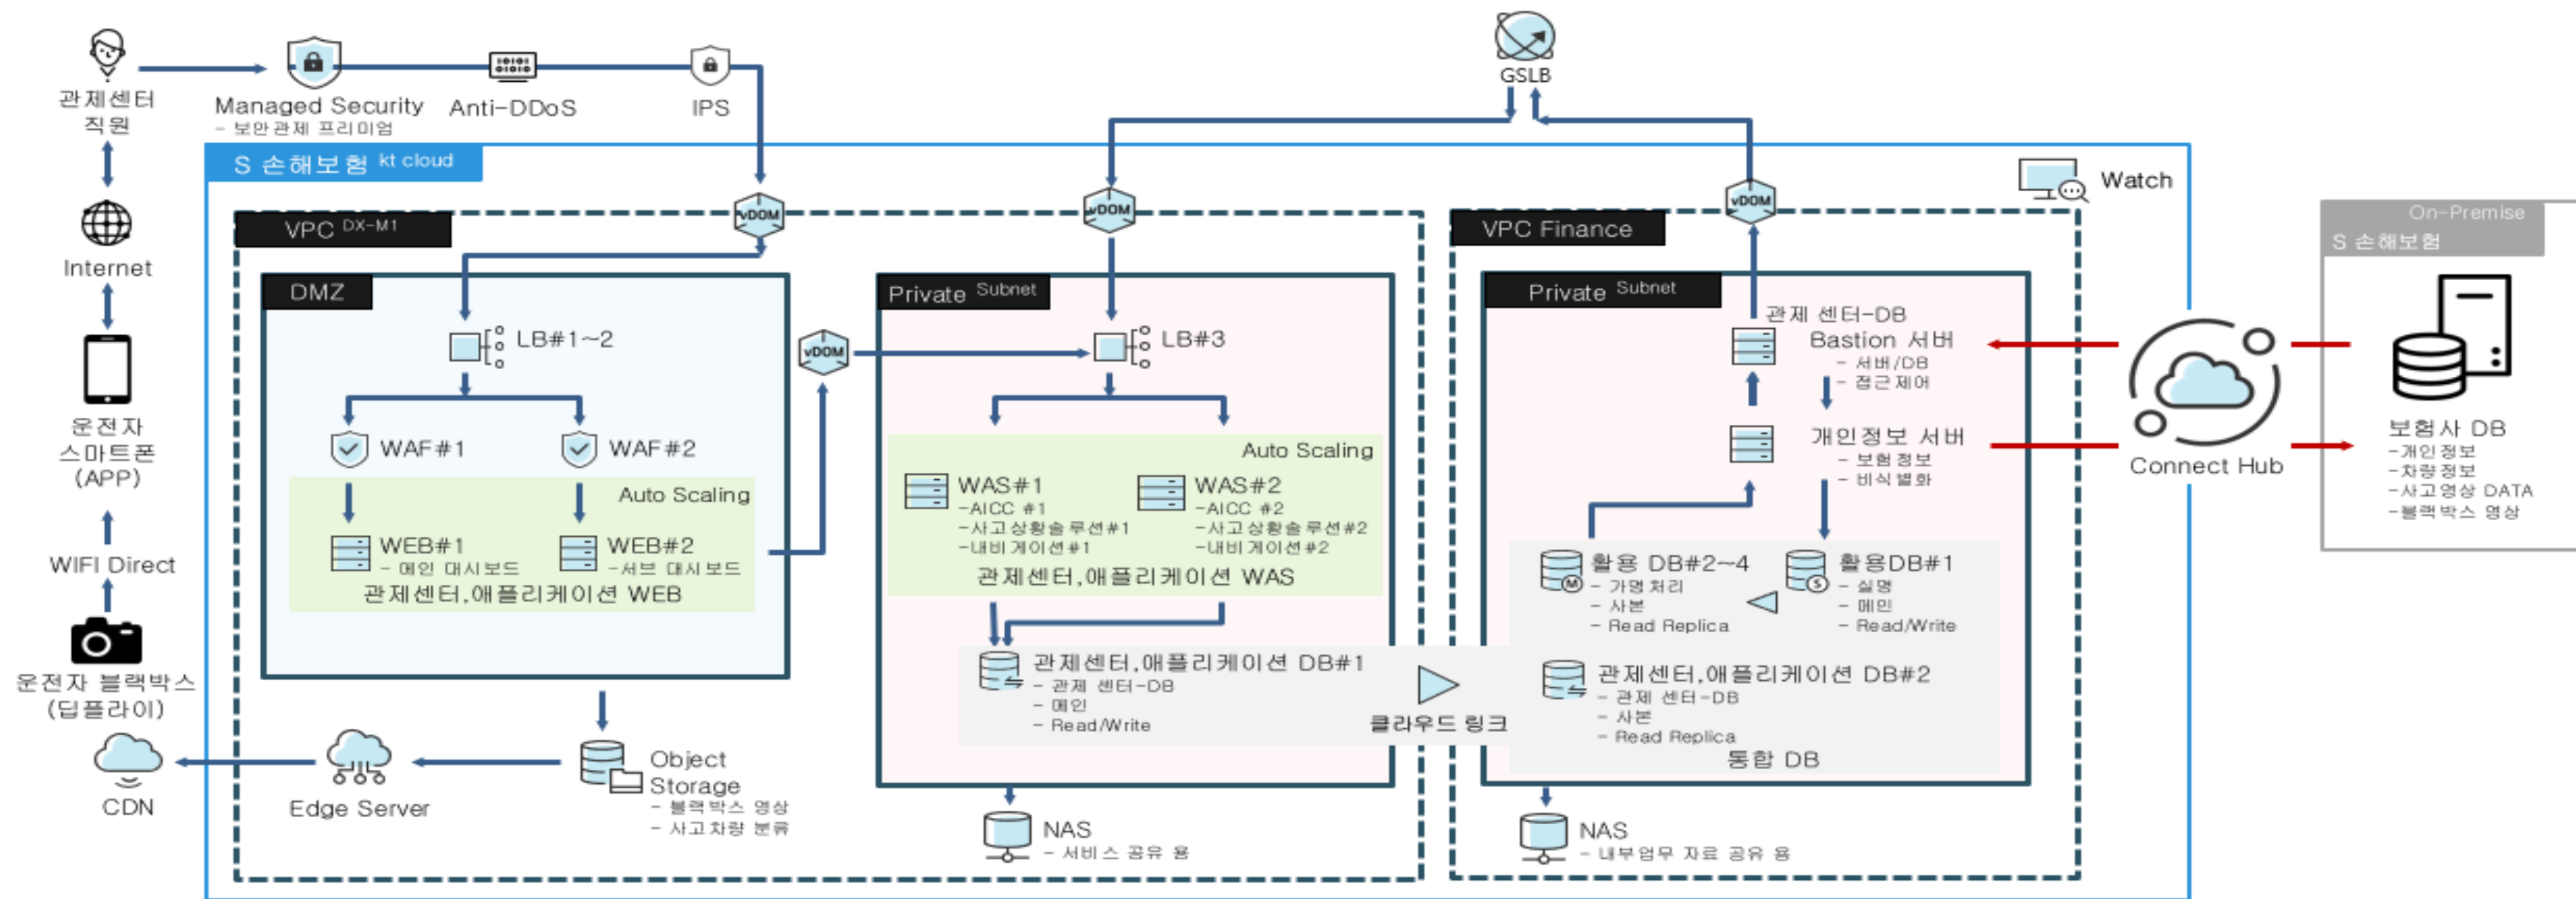 관제센터
직원
Managed Security
- 보안관제 프리미엄
Anti-DDoS
IPS
GSLB
S 손해보험 kt cloud
Watch
vDOM
vDOM
vDOM
VPC DX-M1
VPC Finance
On-Premise
S 손해보험
Internet
DMZ
LB#1~2
vDOM
Private Subnet
LB#3
Private Subnet
관제 센터-DB
Bastion 서버
- 서버/DB
- 접근제어
운전자
스마트폰
(APP)
WAF#1
WAF#2
Auto Scaling
WEB#1
- 메인 대시보드
WEB#2
-서브 대시보드
관제센터,애플리케이션 WEB
Auto Scaling
WAS#1
-AICC #1
-사고상황솔루션#1
-내비게이션#1
WAS#2
-AICC #2
-사고상황솔루션#2
-내비게이션#2
관제센터,애플리케이션 WAS
개인정보 서버
- 보험정보
- 비식별화
Connect Hub
보험사 DB
-개인정보
-차량정보
-사고영상 DATA
-블랙박스 영상
WIFI Direct
운전자 블랙박스
(딥플라이)
활용 DB#2~4
- 가명처리
- 사본
- Read Replica
활용DB#1
- 실명
- 메인
- Read/Write
M
S
관제센터,애플리케이션 DB#1
- 관제 센터-DB
- 메인
- Read/Write
클라우드 링크
관제센터,애플리케이션 DB#2
- 관제 센터-DB
- 사본
- Read Replica
통합 DB
CDN
Edge Server
Object
Storage
- 블랙박스 영상
- 사고차량 분류
NAS
- 서비스 공유 용
NAS
- 내부업무 자료 공유 용